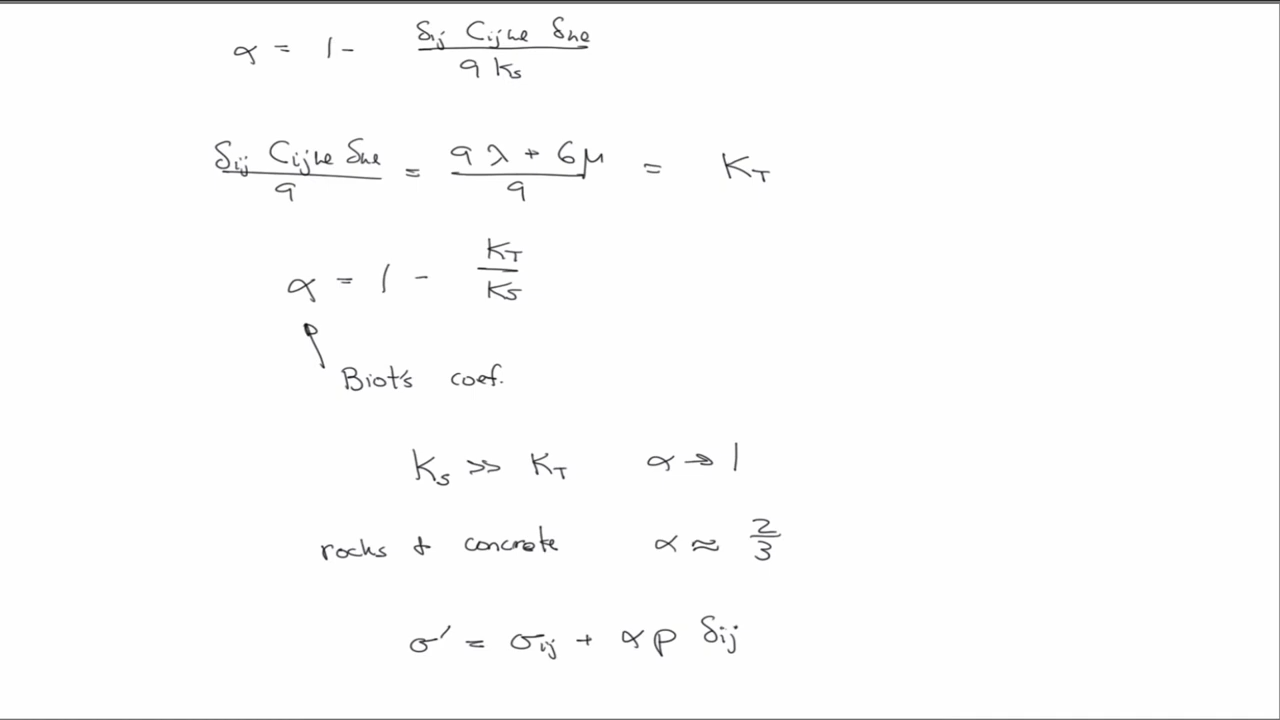 α = 1 - δij Cijkl δkl / 9 Ks
δij Cijkl δkl / 9 = 9λ + 6μ / 9 = KT
α = 1 - KT / KS
Biot's coef.
Ks >> KT α → 1
rocks + concrete α ≈ 2/3
σ' = σij + αp δij